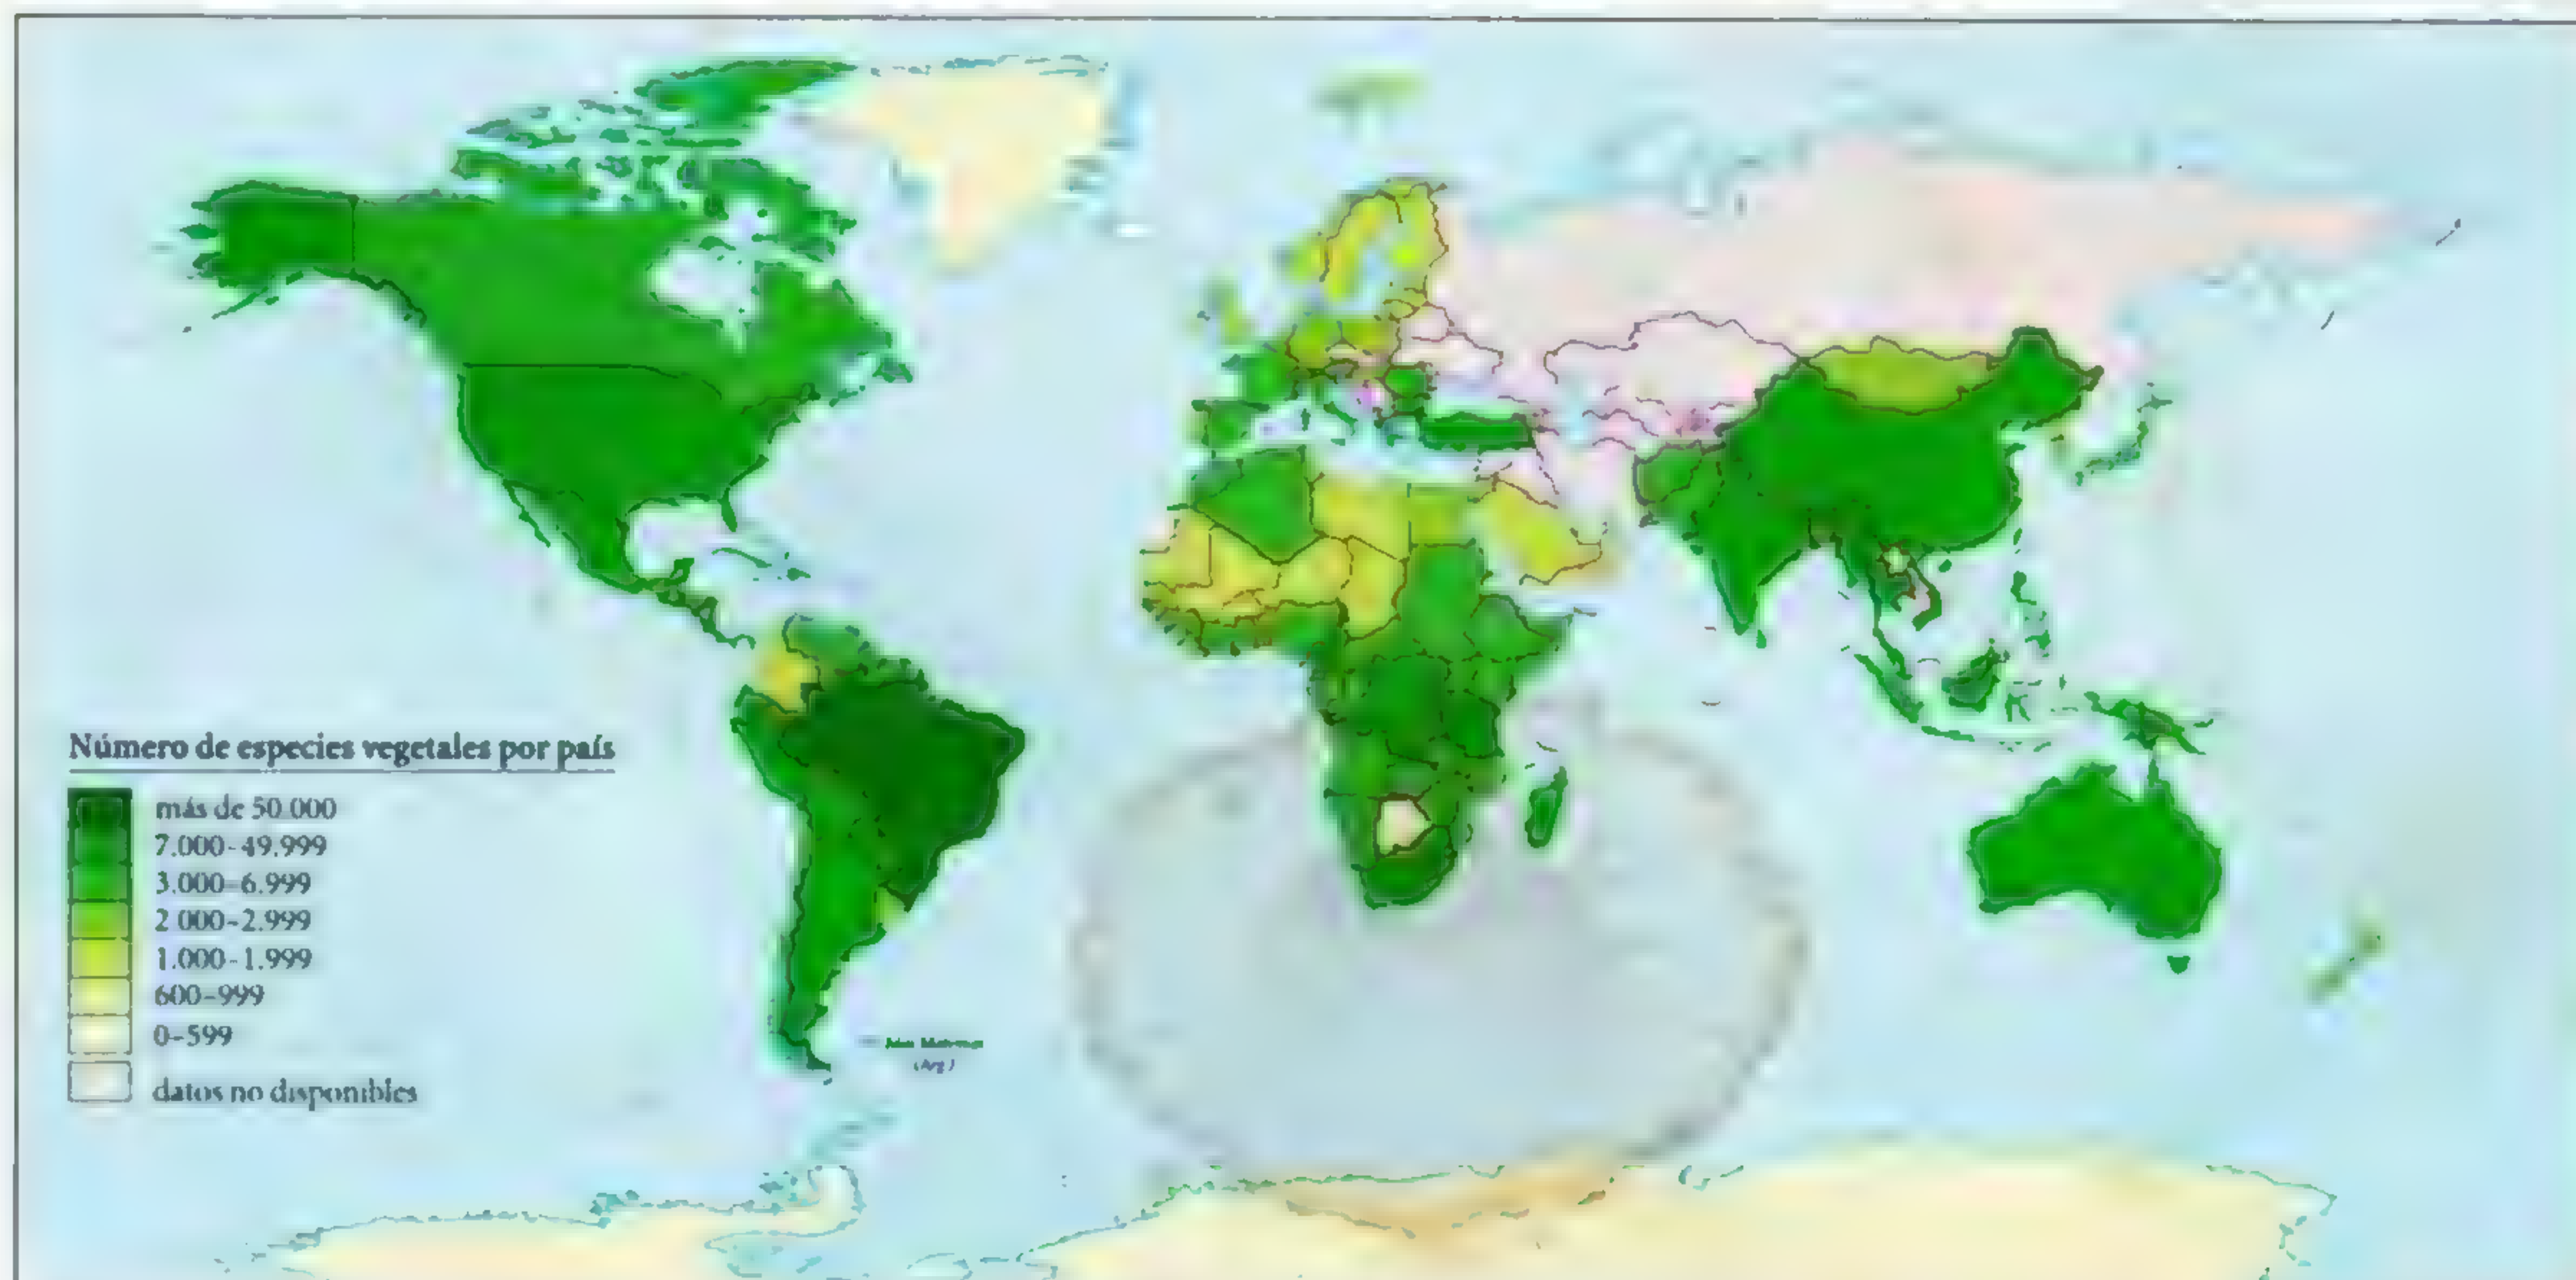 Número de especies vegetales por país
más de 50.000
7.000-49.999
3.000-6.999
2 000-2.999
1.000-1.999
600-999
0-599
datos no disponibles
(Arg.)